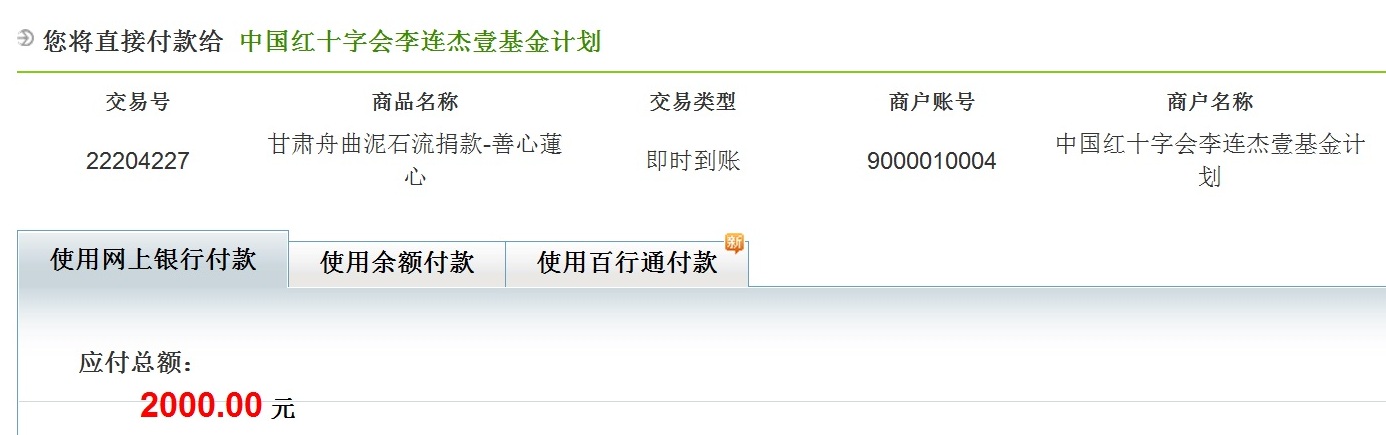 您将直接付款给 中国红十字会李连杰壹基金计划
交易号 商品名称 交易类型 商户账号 商户名称
22204227 甘肃舟曲泥石流捐款-善心蓮心 即时到账 9000010004 中国红十字会李连杰壹基金计划
使用网上银行付款 使用余额付款 使用百行通付款 新
应付总额：
2000.00 元